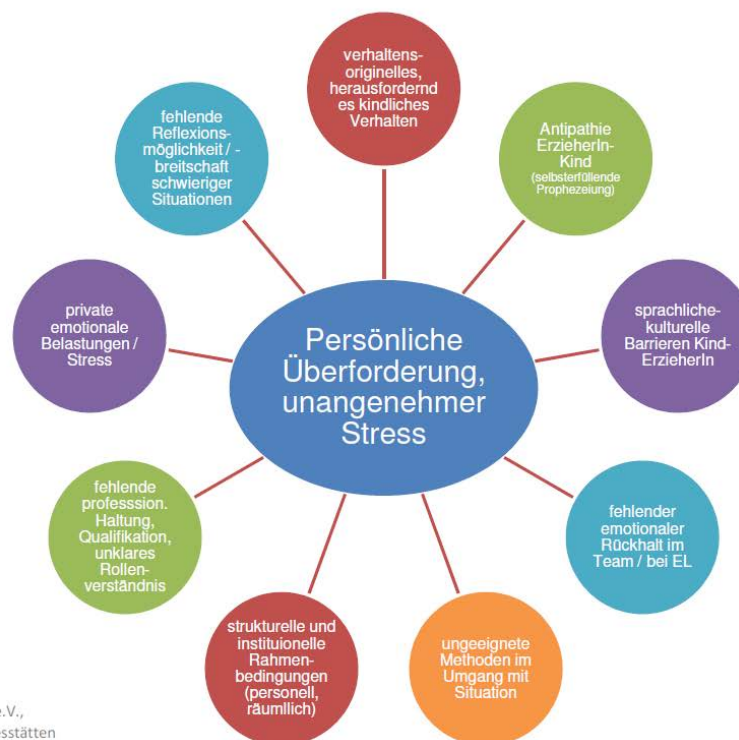 verhaltens-
originelles,
herausfordernd
es kindliches
Verhalten
Antipathie
ErzieherIn-
Kind
(selbsterfüllende
Prophezeiung)
sprachliche-
kulturelle
Barrieren Kind-
ErzieherIn
fehlender
emotionaler
Rückhalt im
Team / bei EL
ungeeignete
Methoden im
Umgang mit
Situation
strukturelle und
instituionelle
Rahmen-
bedingungen
(personell,
räumllich)
fehlende
professsion.
Haltung,
Qualifikation,
unklares
Rollen-
verständnis
private
emotionale
Belastungen /
Stress
fehlende
Reflexions-
möglichkeit / -
breitschaft
schwieriger
Situationen
Persönliche
Überforderung,
unangenehmer
Stress
e.V.,
esstätten